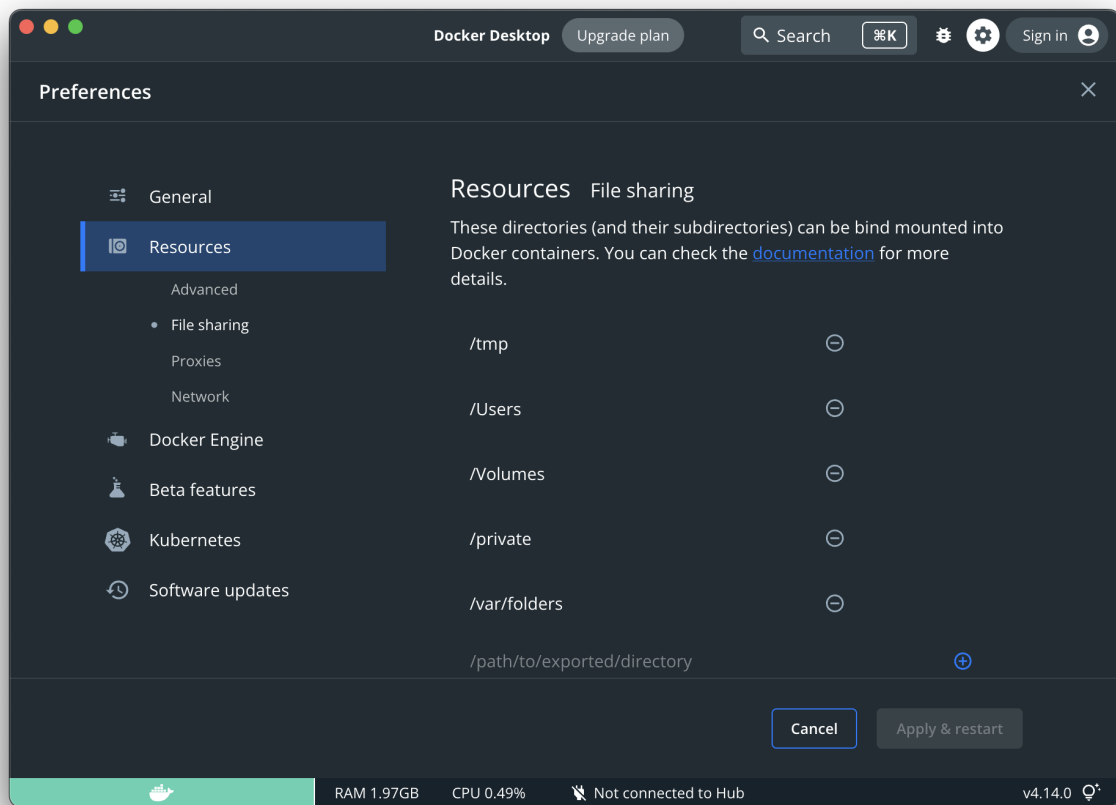 Docker Desktop
Upgrade plan
Search
⌘K
Sign in
Preferences
General
Resources
Advanced
File sharing
Proxies
Network
Docker Engine
Beta features
Kubernetes
Software updates
Resources File sharing
These directories (and their subdirectories) can be bind mounted into
Docker containers. You can check the documentation for more
details.
/tmp
/Users
/Volumes
/private
/var/folders
/path/to/exported/directory
Cancel
Apply & restart
RAM 1.97GB
CPU 0.49%
Not connected to Hub
v4.14.0